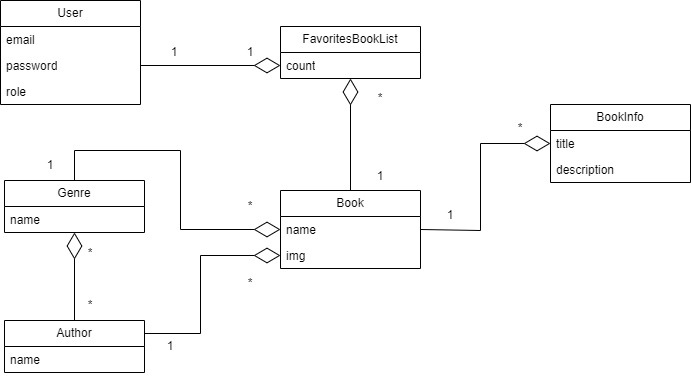 User
email
password
role
1
1
FavoritesBookList
count
*
1
BookInfo
title
description
*
1
Genre
name
1
*
Book
name
img
*
*
*
Author
name
1